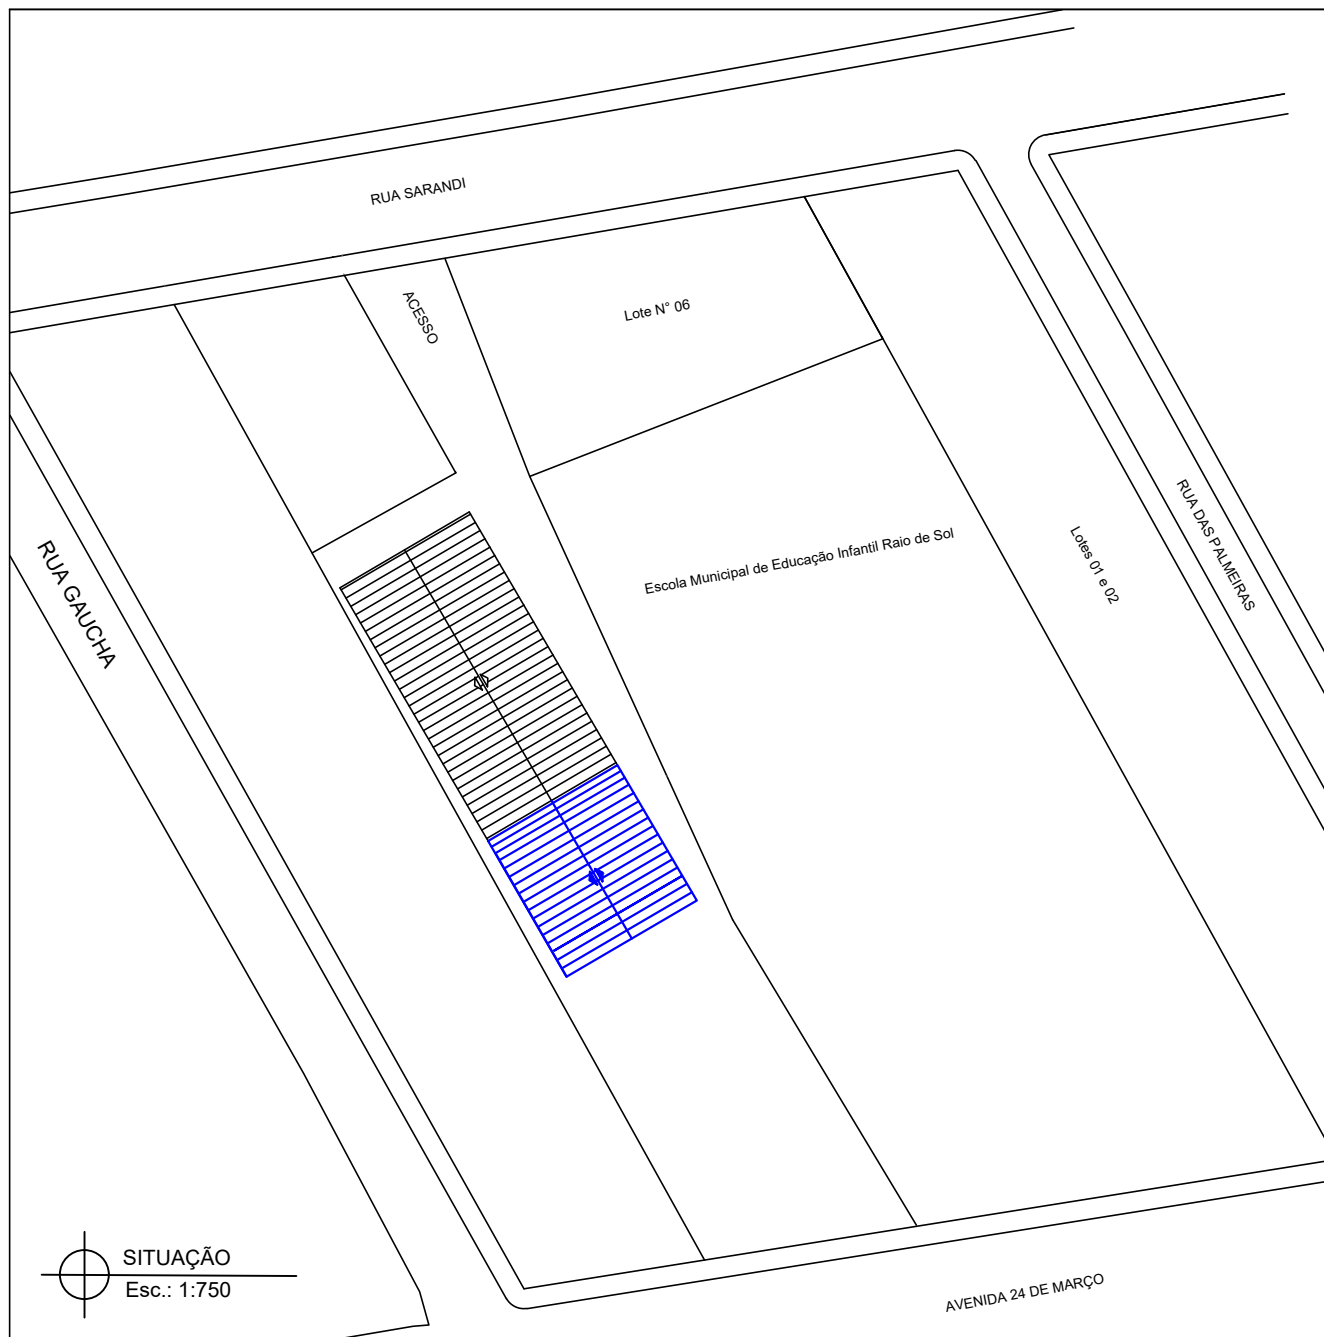 RUA SARANDI
ACESSO
Lote N° 06
RUA DAS PALMEIRAS
Lotes 01 e 02
Escola Municipal de Educação Infantil Raio de Sol
RUA GAUCHA
SITUAÇÃO
Esc.: 1:750
AVENIDA 24 DE MARÇO